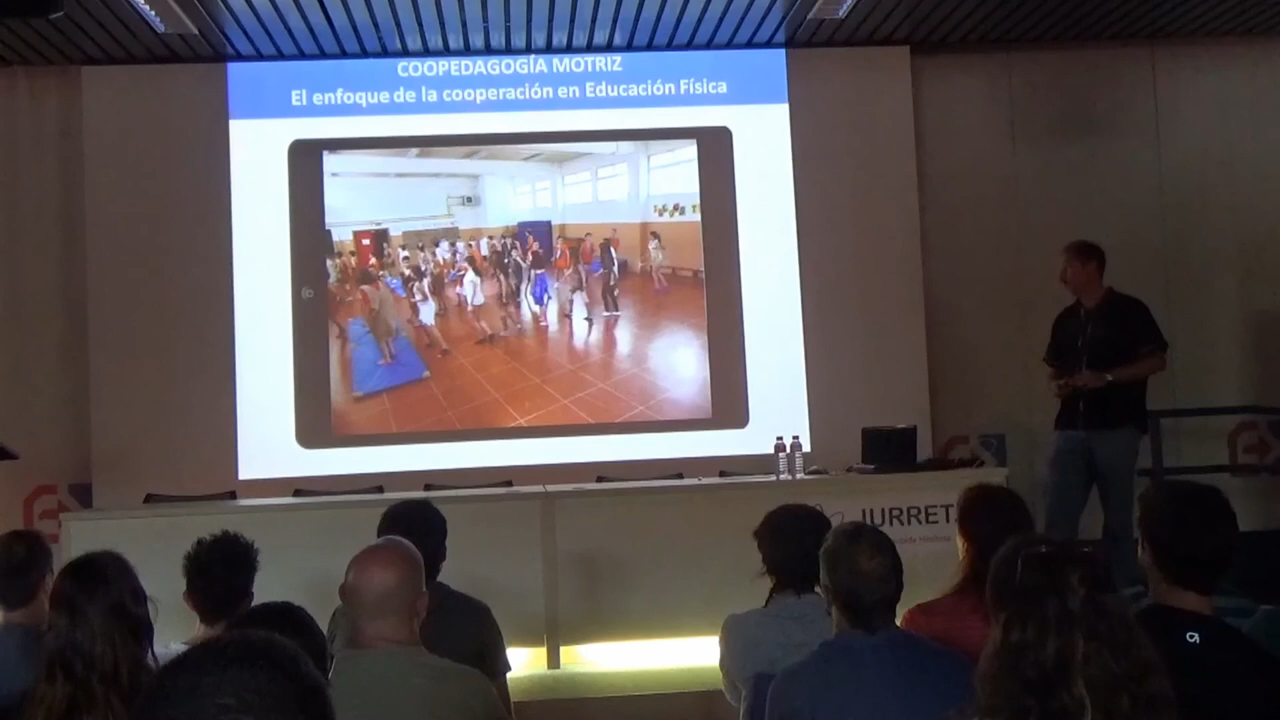 COOPEDAGOGÍA MOTRIZ
El enfoque de la cooperación en Educación Física
IURRET